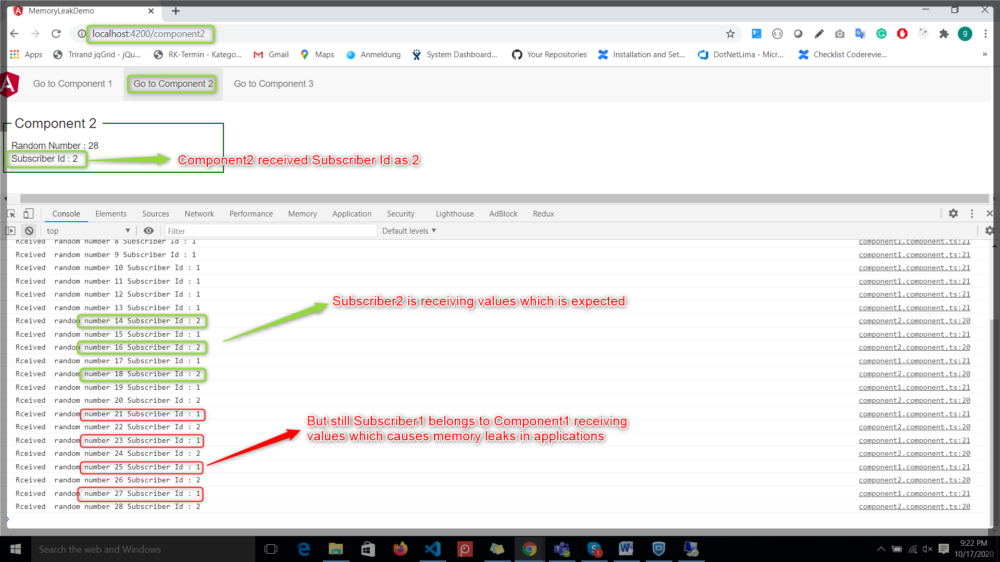 MemoryLeakDemo
localhost:4200/component2
Apps Trirand jqGrid - jQu... RK-Termin - Katego... Gmail Maps Anmeldung System Dashboard... Your Repositories Installation and Set... DotNetLima - Micr... Checklist Codereview... »
Go to Component 1 Go to Component 2 Go to Component 3
Component 2
Random Number : 28
Subscriber Id : 2
Component2 received Subscriber Id as 2
Console Elements Sources Network Performance Memory Application Security Lighthouse AdBlock Redux
top Filter Default levels
Rceived random number 8 Subscriber Id : 1 component1.component.ts:21
Rceived random number 9 Subscriber Id : 1 component1.component.ts:21
Rceived random number 10 Subscriber Id : 1 component1.component.ts:21
Rceived random number 11 Subscriber Id : 1 component1.component.ts:21
Rceived random number 12 Subscriber Id : 1 component1.component.ts:21
Subscriber2 is receiving values which is expected
Rceived random number 13 Subscriber Id : 1 component1.component.ts:21
Rceived random number 14 Subscriber Id : 2 component2.component.ts:20
Rceived random number 15 Subscriber Id : 1 component1.component.ts:21
Rceived random number 16 Subscriber Id : 2 component2.component.ts:20
Rceived random number 17 Subscriber Id : 1 component1.component.ts:21
Rceived random number 18 Subscriber Id : 2 component2.component.ts:20
Rceived random number 19 Subscriber Id : 1 component1.component.ts:21
Rceived random number 20 Subscriber Id : 2 component2.component.ts:20
Rceived random number 21 Subscriber Id : 1 component1.component.ts:21
But still Subscriber1 belongs to Component1 receiving
values which causes memory leaks in applications
Rceived random number 22 Subscriber Id : 2 component2.component.ts:20
Rceived random number 23 Subscriber Id : 1 component1.component.ts:21
Rceived random number 24 Subscriber Id : 2 component2.component.ts:20
Rceived random number 25 Subscriber Id : 1 component1.component.ts:21
Rceived random number 26 Subscriber Id : 2 component2.component.ts:20
Rceived random number 27 Subscriber Id : 1 component1.component.ts:21
Rceived random number 28 Subscriber Id : 2 component2.component.ts:20
Search the web and Windows
9:22 PM
10/17/2020